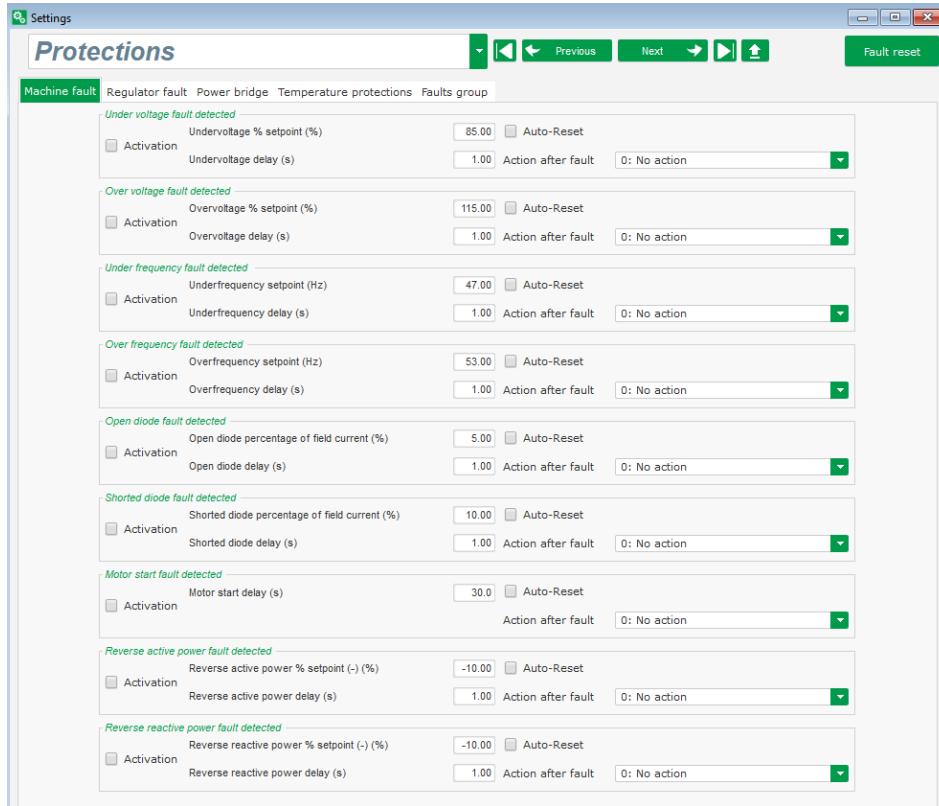 Settings
Protections
Previous
Next
Fault reset
Machine fault Regulator fault Power bridge Temperature protections Faults group
Under voltage fault detected
Undervoltage % setpoint (%) 85.00 Auto-Reset
Activation
Undervoltage delay (s) 1.00 Action after fault 0: No action
Over voltage fault detected
Overvoltage % setpoint (%) 115.00 Auto-Reset
Activation
Overvoltage delay (s) 1.00 Action after fault 0: No action
Under frequency fault detected
Underfrequency setpoint (Hz) 47.00 Auto-Reset
Activation
Underfrequency delay (s) 1.00 Action after fault 0: No action
Over frequency fault detected
Overfrequency setpoint (Hz) 53.00 Auto-Reset
Activation
Overfrequency delay (s) 1.00 Action after fault 0: No action
Open diode fault detected
Open diode percentage of field current (%) 5.00 Auto-Reset
Activation
Open diode delay (s) 1.00 Action after fault 0: No action
Shorted diode fault detected
Shorted diode percentage of field current (%) 10.00 Auto-Reset
Activation
Shorted diode delay (s) 1.00 Action after fault 0: No action
Motor start fault detected
Motor start delay (s) 30.0 Auto-Reset
Activation
Action after fault 0: No action
Reverse active power fault detected
Reverse active power % setpoint (-) (%) -10.00 Auto-Reset
Activation
Reverse active power delay (s) 1.00 Action after fault 0: No action
Reverse reactive power fault detected
Reverse reactive power % setpoint (-) (%) -10.00 Auto-Reset
Activation
Reverse reactive power delay (s) 1.00 Action after fault 0: No action